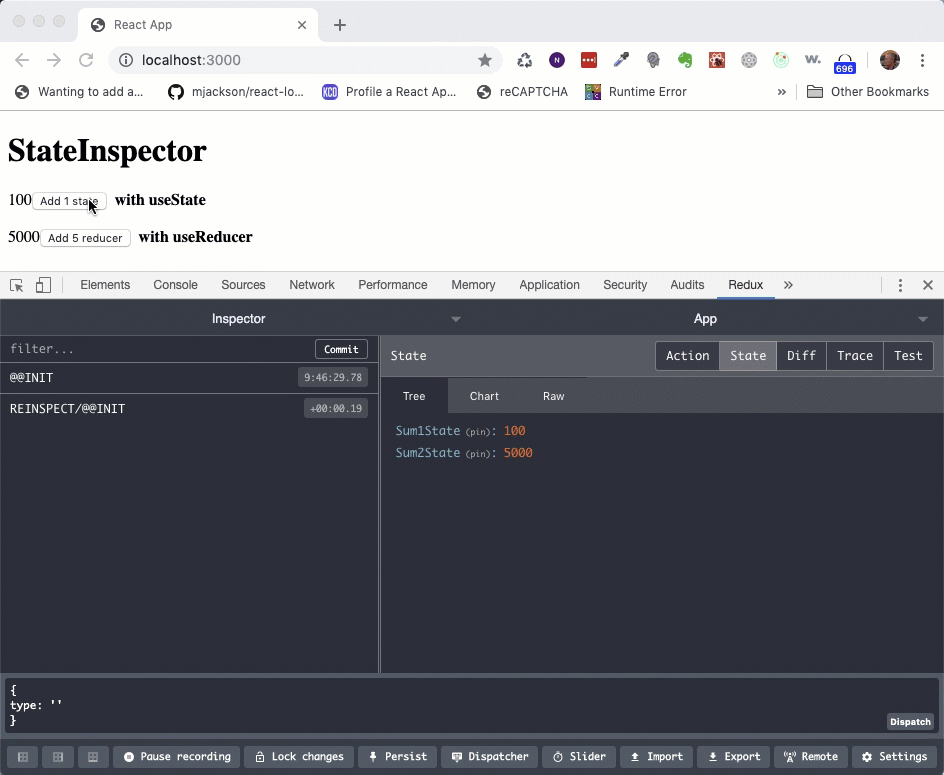 React App
localhost:3000
696
Wanting to add a...
mjackson/react-lo...
KCD
Profile a React Ap...
reCAPTCHA
Runtime Error
»
Other Bookmarks
StateInspector
100 Add 1 state with useState
5000 Add 5 reducer with useReducer
Elements Console Sources Network Performance Memory Application Security Audits Redux »
Inspector App
filter... Commit
State Action State Diff Trace Test
@@INIT 9:46:29.78
Tree Chart Raw
REINSPECT/@@INIT +00:00.19
Sum1State (pin): 100
Sum2State (pin): 5000
{
type: ''
}
Dispatch
Pause recording Lock changes Persist Dispatcher Slider Import Export Remote Settings